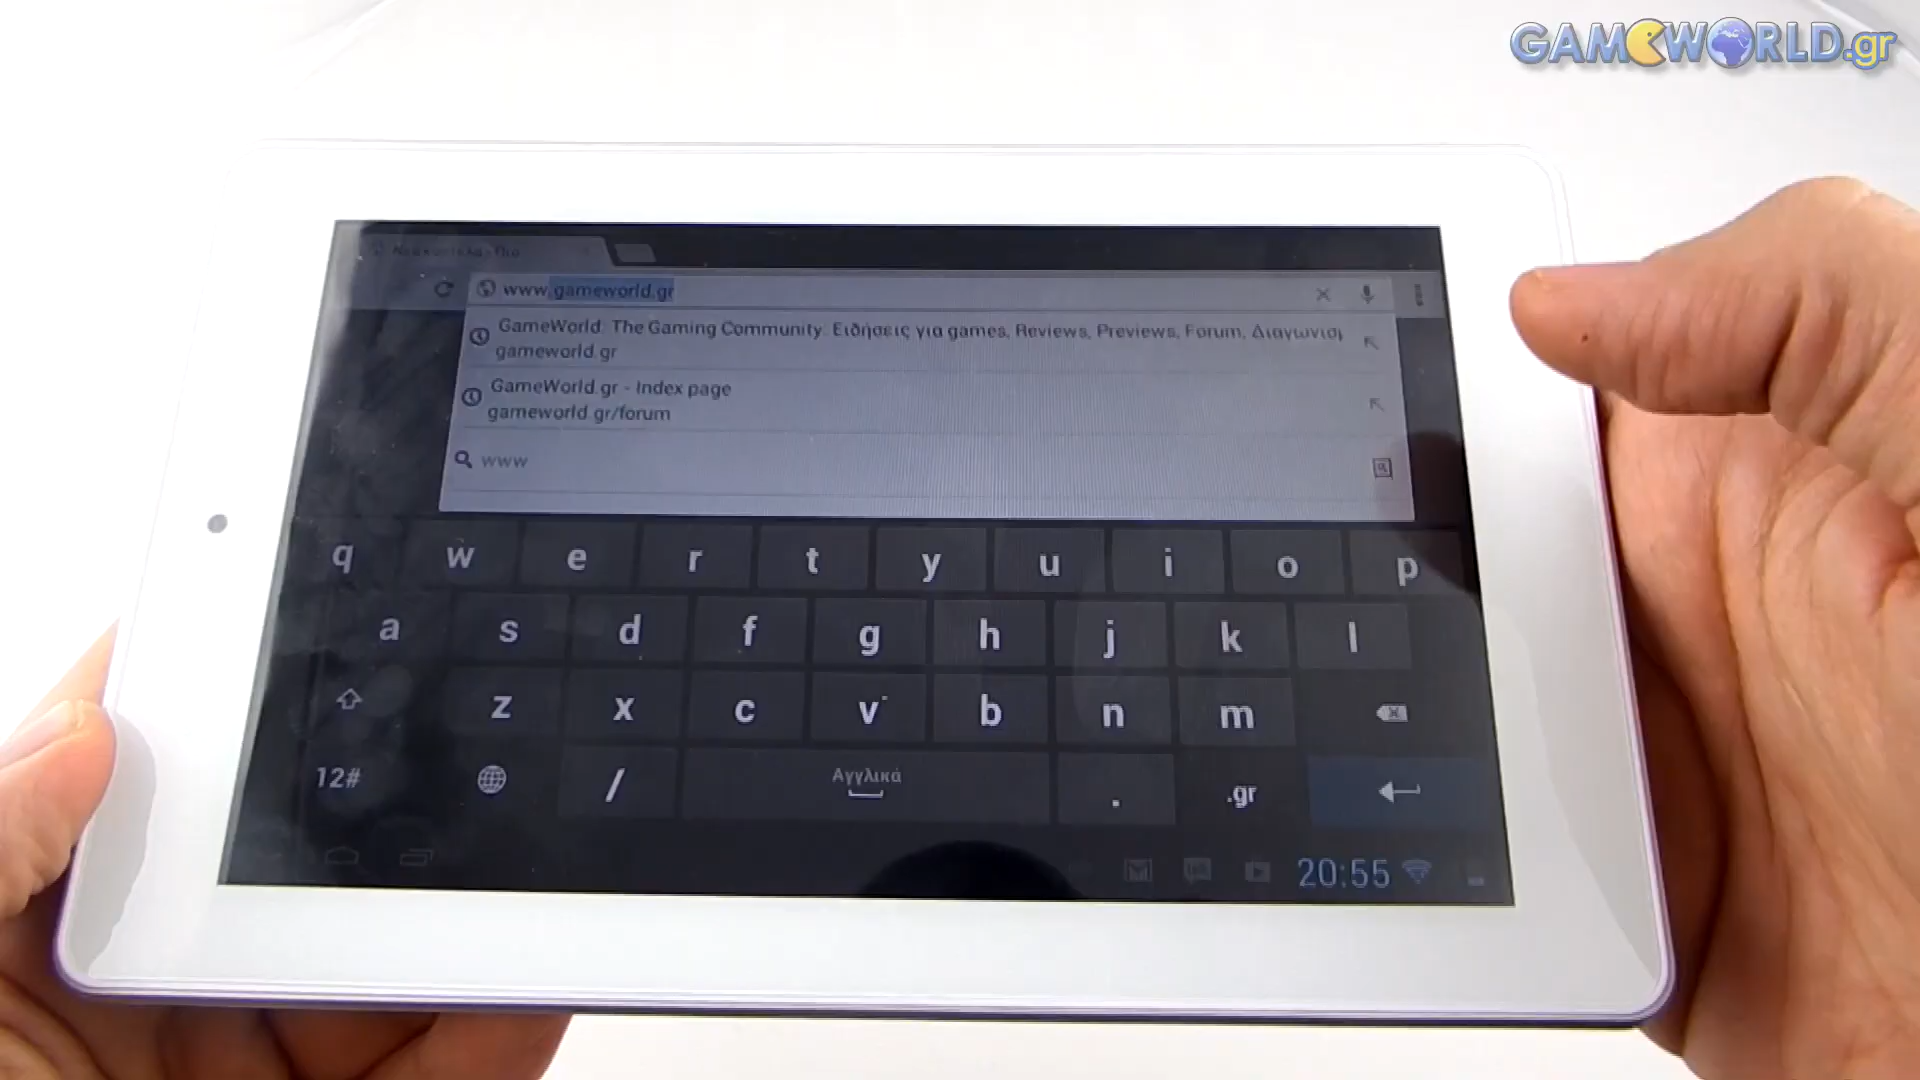 GAMEWORLD.gr
www.gameworld.gr
GameWorld: The Gaming Community. Ειδήσεις για games, Reviews, Previews, Forum, Διαγωνισμ
gameworld.gr
GameWorld.gr - Index page
gameworld.gr/forum
www
q w e r t y u i o p
a s d f g h j k l
z x c v b n m
12# / Αγγλικά . .gr
20:55